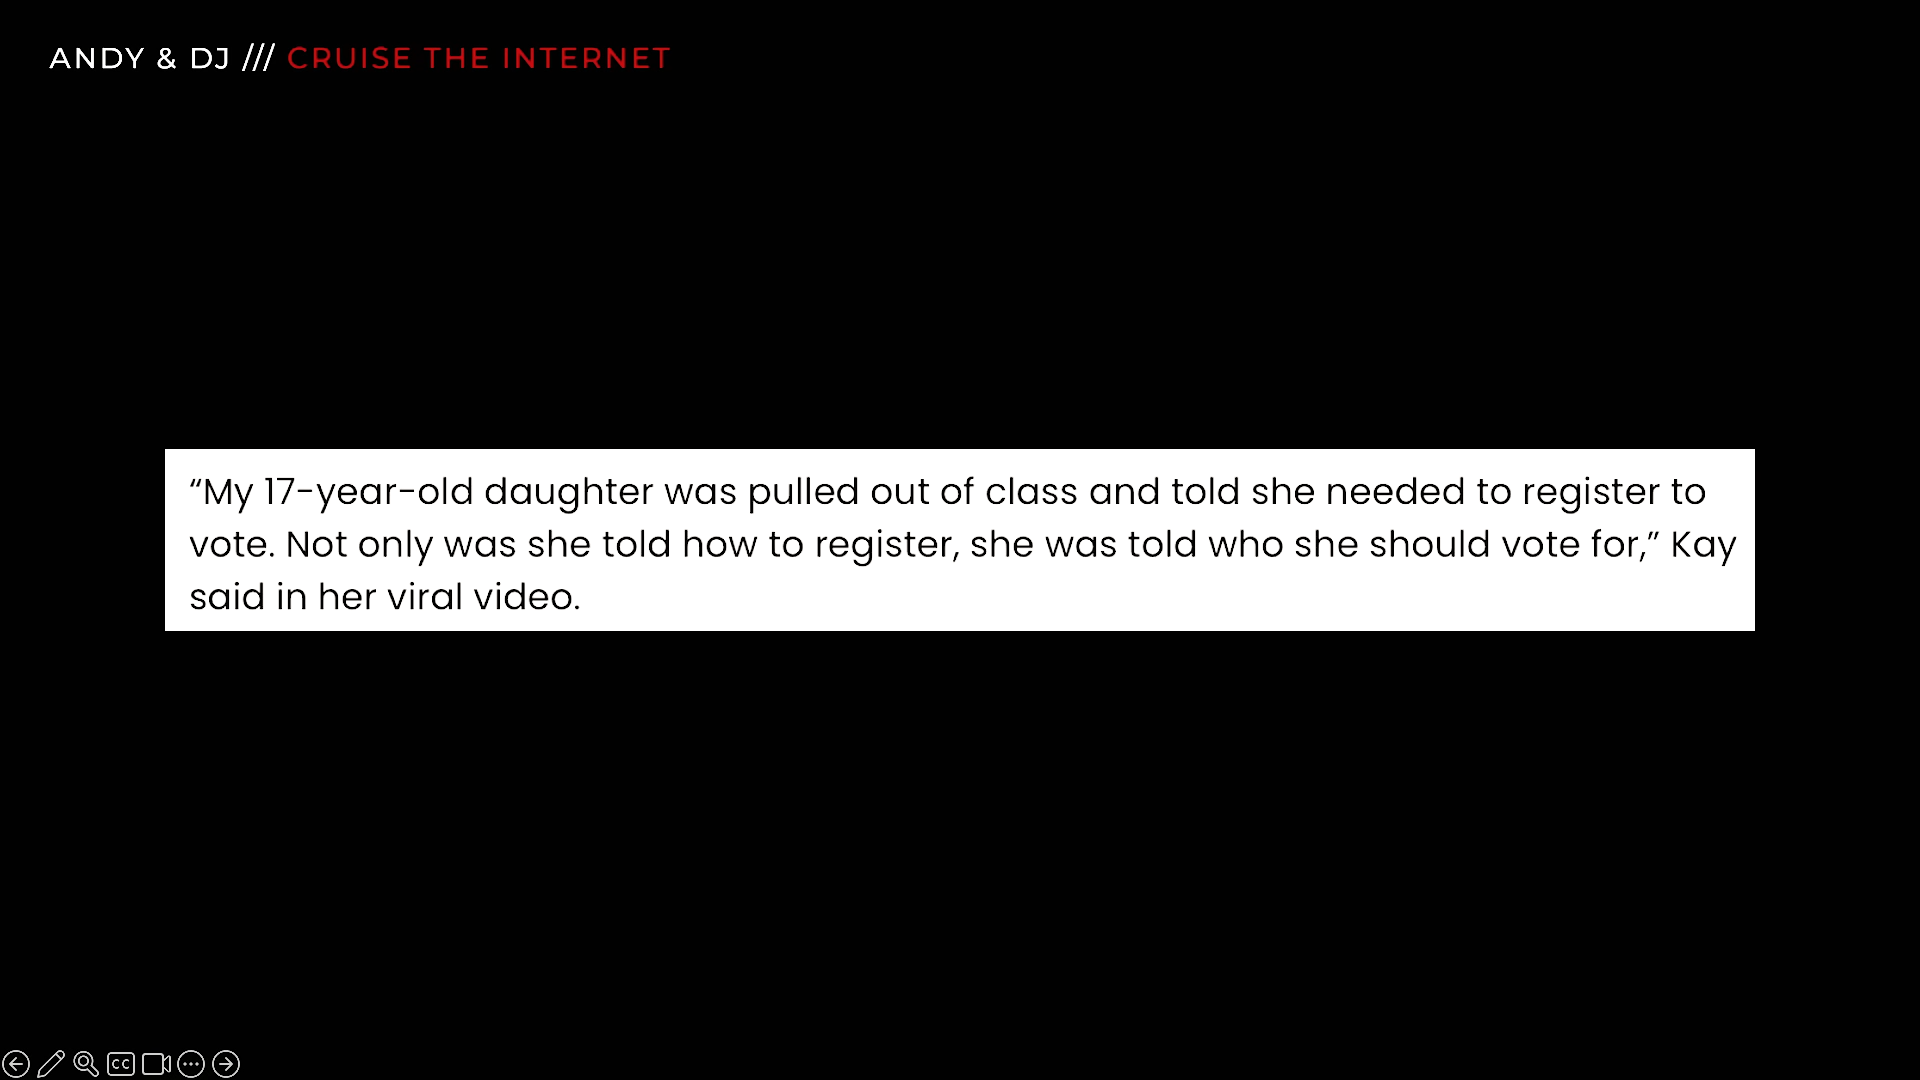 ANDY & DJ /// CRUISE THE INTERNET
“My 17-year-old daughter was pulled out of class and told she needed to register to
vote. Not only was she told how to register, she was told who she should vote for,” Kay
said in her viral video.
CC